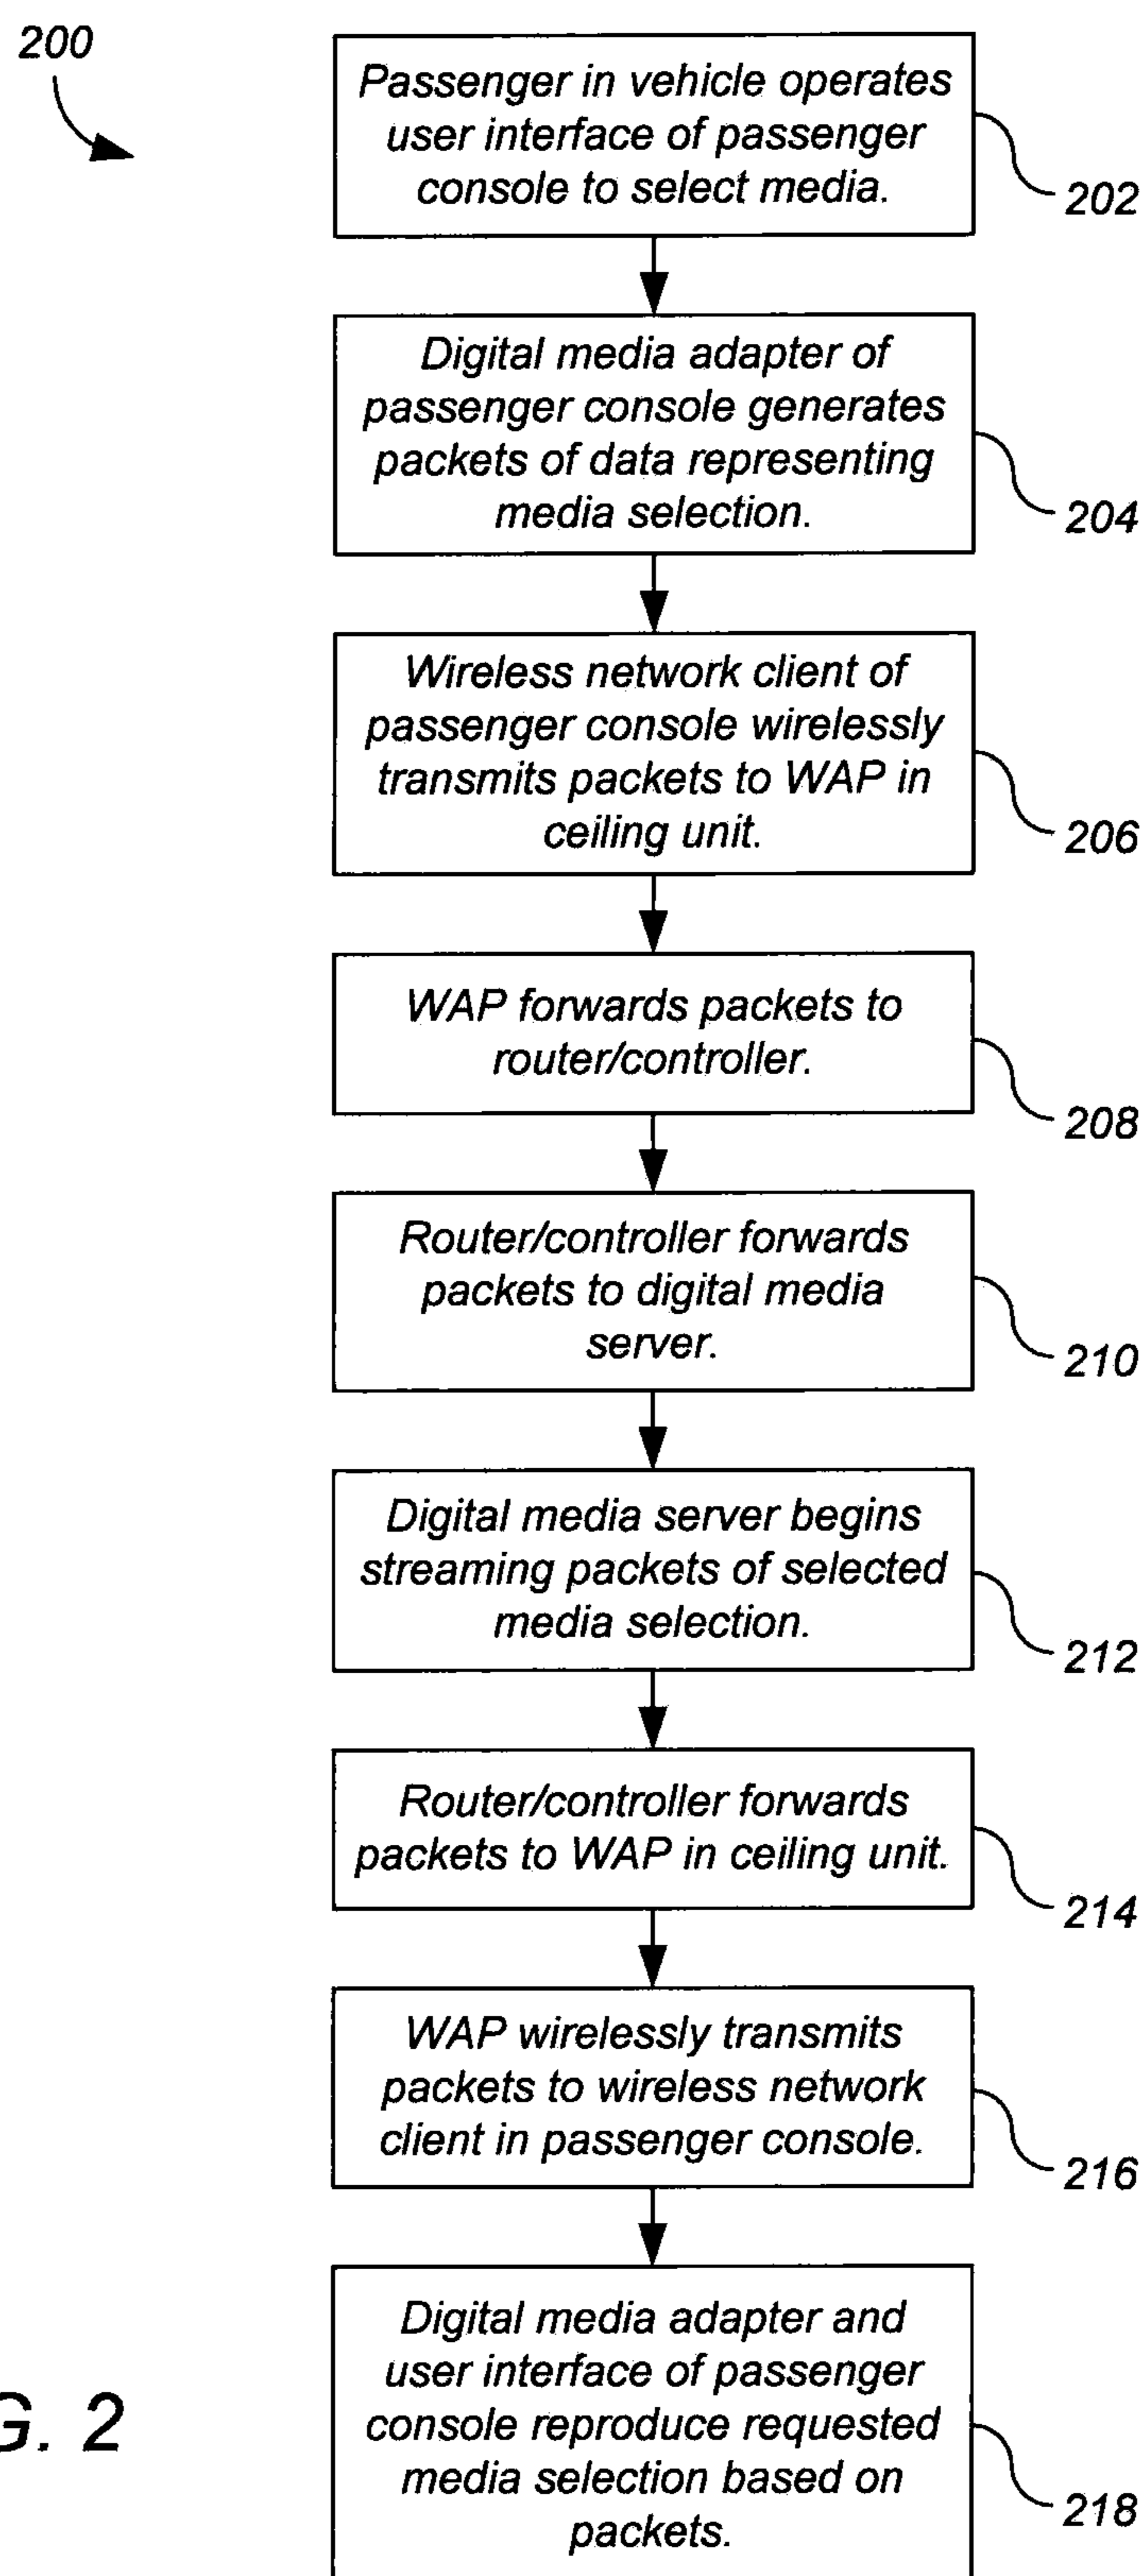 200
Passenger in vehicle operates
user interface of passenger
console to select media.
202
Digital media adapter of
passenger console generates
packets of data representing
media selection.
204
Wireless network client of
passenger console wirelessly
transmits packets to WAP in
ceiling unit.
206
WAP forwards packets to
router/controller.
208
Router/controller forwards
packets to digital media
server.
210
Digital media server begins
streaming packets of selected
media selection.
212
Router/controller forwards
packets to WAP in ceiling unit.
214
WAP wirelessly transmits
packets to wireless network
client in passenger console.
216
Digital media adapter and
user interface of passenger
console reproduce requested
media selection based on
packets.
218
G. 2